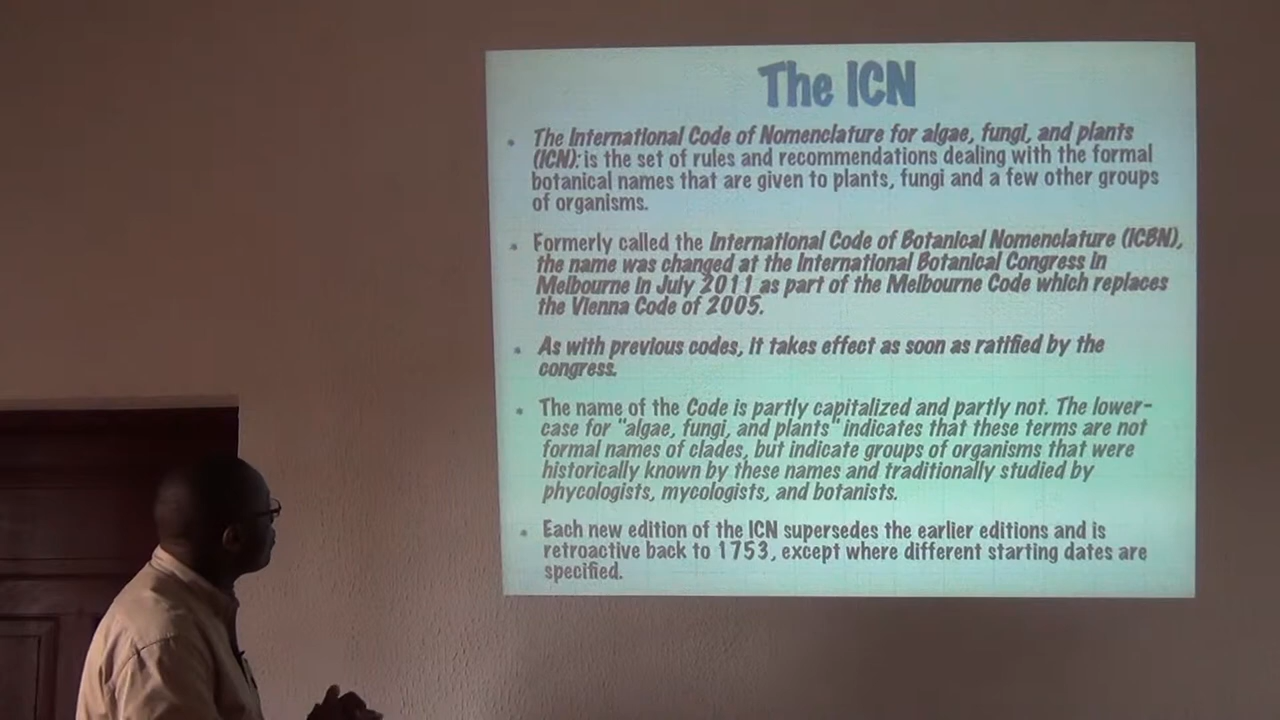 The ICN
The International Code of Nomenclature for algae, fungi, and plants
(ICN): is the set of rules and recommendations dealing with the formal
botanical names that are given to plants, fungi and a few other groups
of organisms.
Formerly called the International Code of Botanical Nomenclature (ICBN),
the name was changed at the International Botanical Congress in
Melbourne in July 2011 as part of the Melbourne Code which replaces
the Vienna Code of 2005.
As with previous codes, it takes effect as soon as ratified by the
congress.
The name of the Code is partly capitalized and partly not. The lower-
case for "algae, fungi, and plants" indicates that these terms are not
formal names of clades, but indicate groups of organisms that were
historically known by these names and traditionally studied by
phycologists, mycologists, and botanists.
Each new edition of the ICN supersedes the earlier editions and is
retroactive back to 1753, except where different starting dates are
specified.